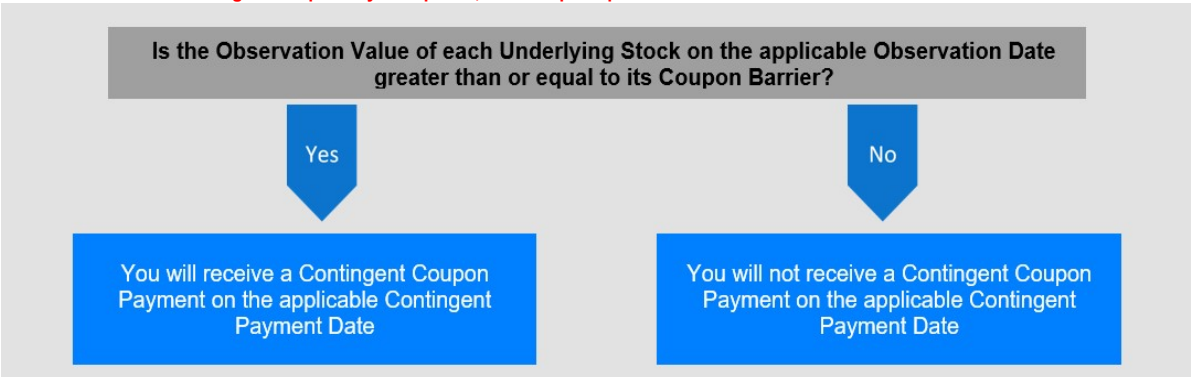 Is the Observation Value of each Underlying Stock on the applicable Observation Date
greater than or equal to its Coupon Barrier?
Yes
No
You will receive a Contingent Coupon
Payment on the applicable Contingent
Payment Date
You will not receive a Contingent Coupon
Payment on the applicable Contingent
Payment Date